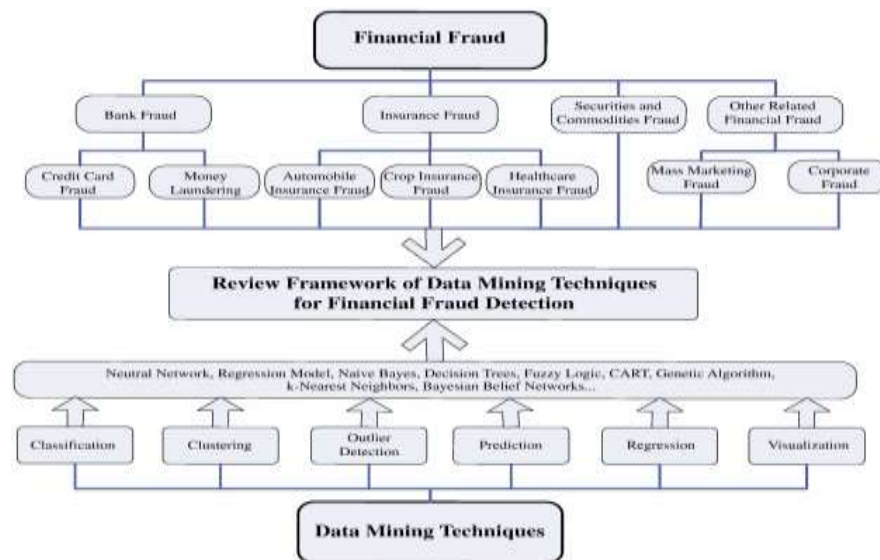 Financial Fraud
Bank Fraud
Insurance Fraud
Securities and
Commodities Fraud
Other Related
Financial Fraud
Credit Card
Fraud
Money
Laundering
Automobile
Insurance Fraud
Crop Insurance
Fraud
Healthcare
Insurance Fraud
Mass Marketing
Fraud
Corporate
Fraud
Review Framework of Data Mining Techniques
for Financial Fraud Detection
Neutral Network, Regression Model, Naive Bayes, Decision Trees, Fuzzy Logic, CART, Genetic Algorithm,
k-Nearest Neighbors, Bayesian Belief Networks...
Classification
Clustering
Outlier
Detection
Prediction
Regression
Visualization
Data Mining Techniques